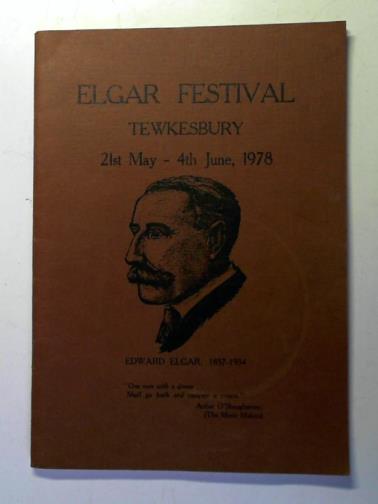 ELGAR FESTIVAL
TEWKESBURY
21st May - 4th June, 1978
EDWARD ELGAR. 1857-1934
"One man with a dream
Shall go forth and conquer a crown."
Arthur O'Shaughnessy
(The Music Makers)